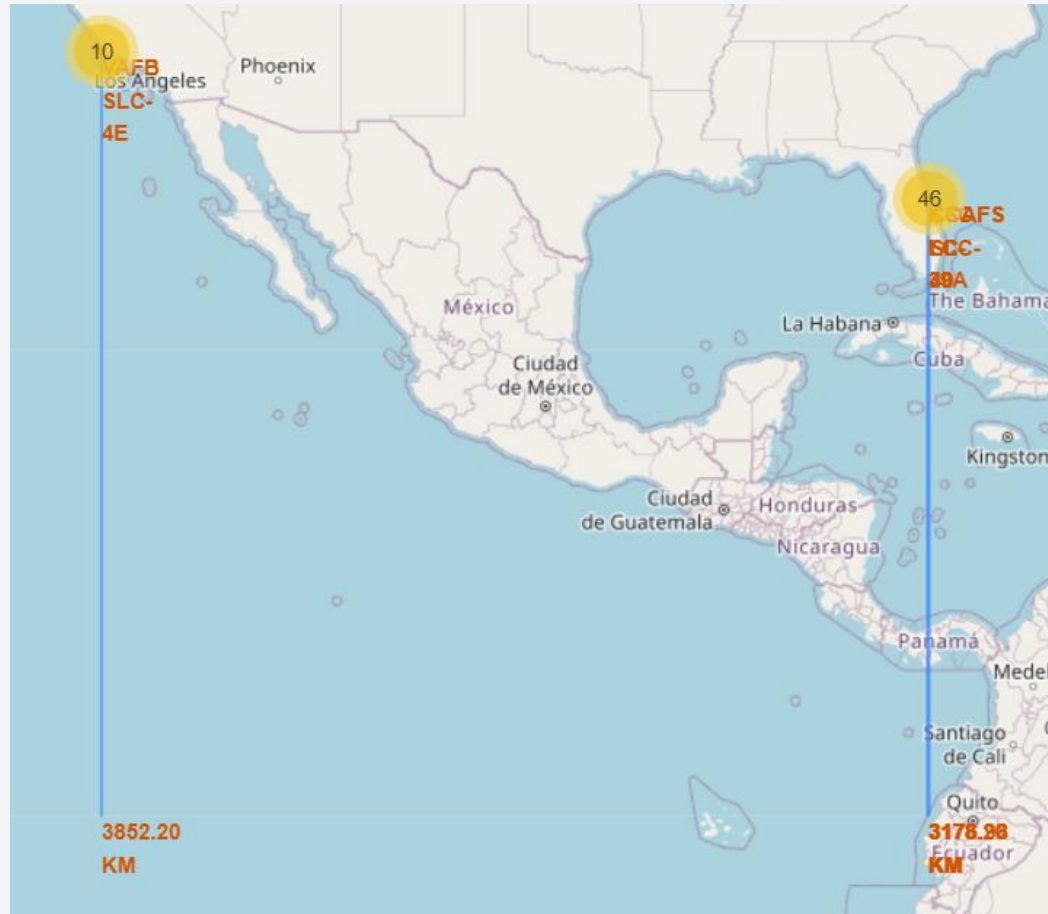 10
VAFB
Los Angeles
SLC-
4E
Phoenix
46
México
Ciudad
de México
The Bahama
La Habana
Cuba
Kingston
Ciudad
de Guatemala
Honduras
Nicaragua
Panamá
Medel
Santiago
de Cali
Quito
Ecuador
3852.20
KM
KM